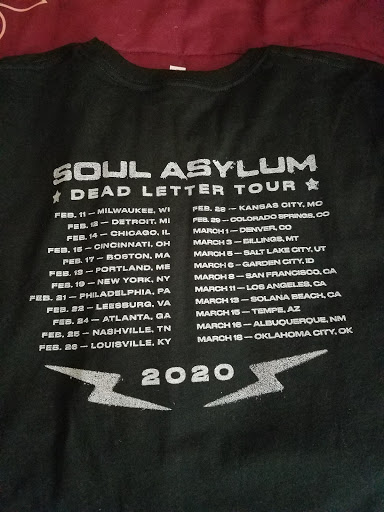 SOUL ASYLUM
DEAD LETTER TOUR
FEB. 11 — MILWAUKEE, WI
FEB. 13 — DETROIT, MI
FEB. 14 — CHICAGO, IL
FEB. 15 — CINCINNATI, OH
FEB. 17 — BOSTON, MA
FEB. 18 — PORTLAND, ME
FEB. 19 — NEW YORK, NY
FEB. 21 — PHILADELPHIA, PA
FEB. 22 — LEESBURG, VA
FEB. 24 — ATLANTA, GA
FEB. 25 — NASHVILLE, TN
FEB. 26 — LOUISVILLE, KY
FEB. 28 — KANSAS CITY, MO
FEB. 29 — COLORADO SPRINGS, CO
MARCH 1 — DENVER, CO
MARCH 3 — BILLINGS, MT
MARCH 5 — SALT LAKE CITY, UT
MARCH 6 — GARDEN CITY, ID
MARCH 8 — SAN FRANCISCO, CA
MARCH 11 — LOS ANGELES, CA
MARCH 13 — SOLANA BEACH, CA
MARCH 15 — TEMPE, AZ
MARCH 16 — ALBUQUERQUE, NM
MARCH 18 — OKLAHOMA CITY, OK
2020